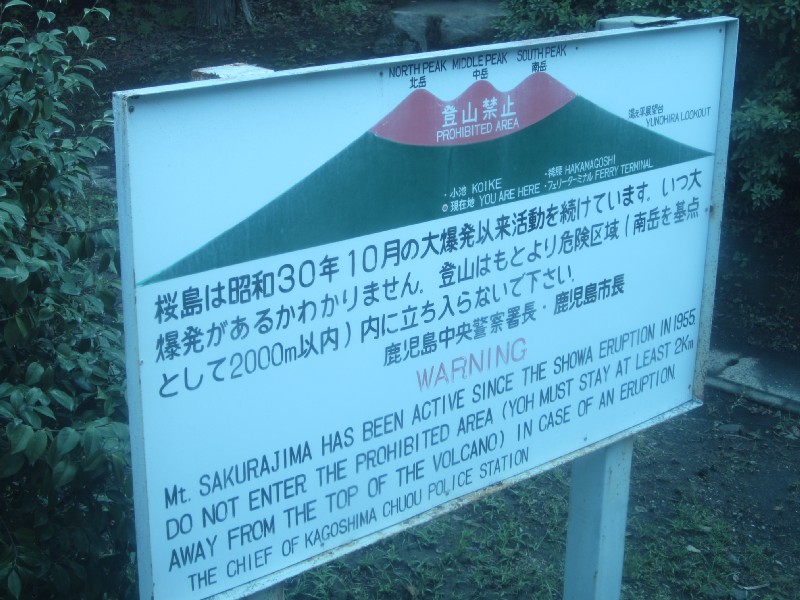 NORTH PEAK MIDDLE PEAK SOUTH PEAK
北岳 中岳 南岳
登山禁止
PROHIBITED AREA
湯之平展望台
YUNOHIRA LOOKOUT
・小池 KOIKE ・袴腰 HAKAMAGOSHI
現在地 YOU ARE HERE ・フェリーターミナル FERRY TERMINAL
桜島は昭和30年10月の大爆発以来活動を続けています。いつ大
爆発があるかわかりません。登山はもとより危険区域(南岳を基点
として2000m以内)内に立ち入らないで下さい。
鹿児島中央警察署長・鹿児島市長
WARNING
Mt. SAKURAJIMA HAS BEEN ACTIVE SINCE THE SHOWA ERUPTION IN 1955.
DO NOT ENTER THE PROHIBITED AREA (YOH MUST STAY AT LEAST 2Km
AWAY FROM THE TOP OF THE VOLCANO) IN CASE OF AN ERUPTION.
THE CHIEF OF KAGOSHIMA CHUOU POLICE STATION